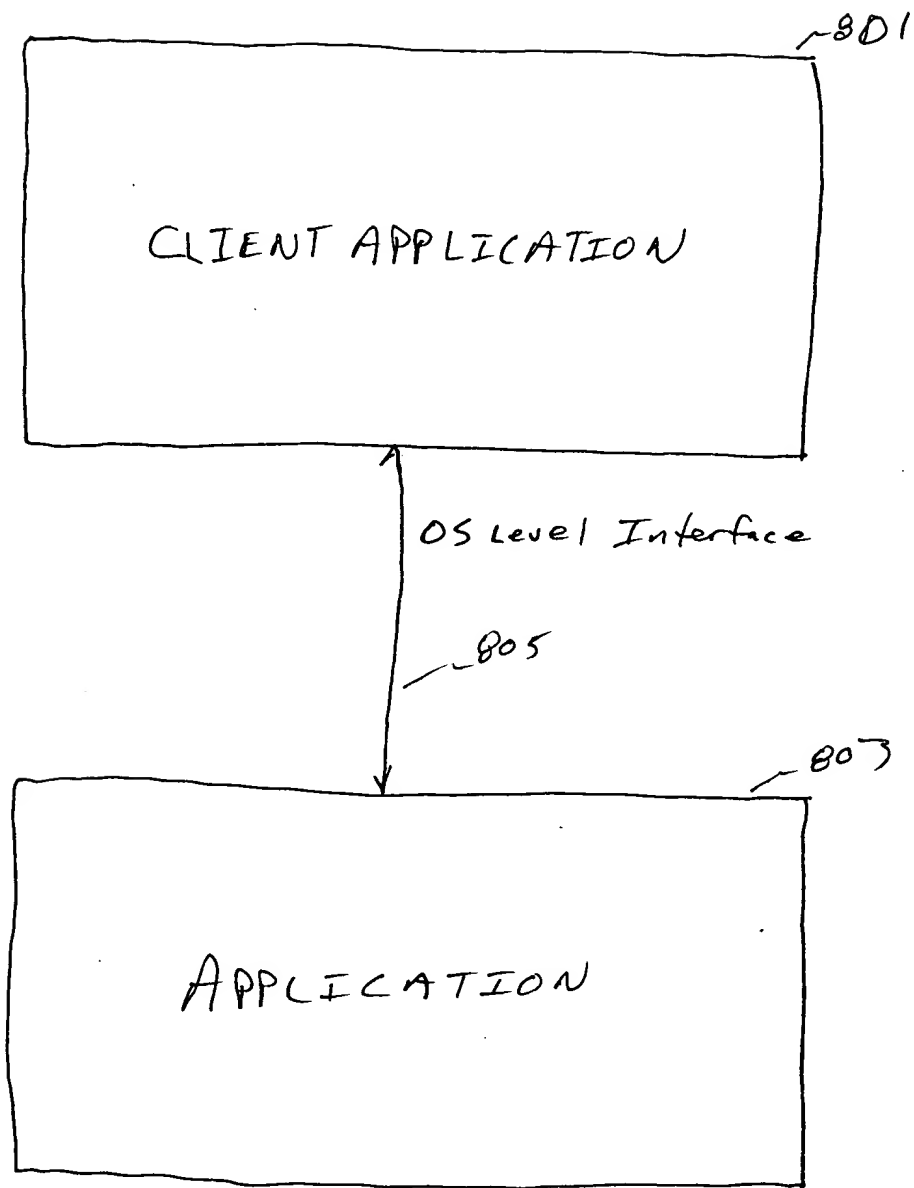 801
CLIENT APPLICATION
OS Level Interface
805
803
APPLICATION